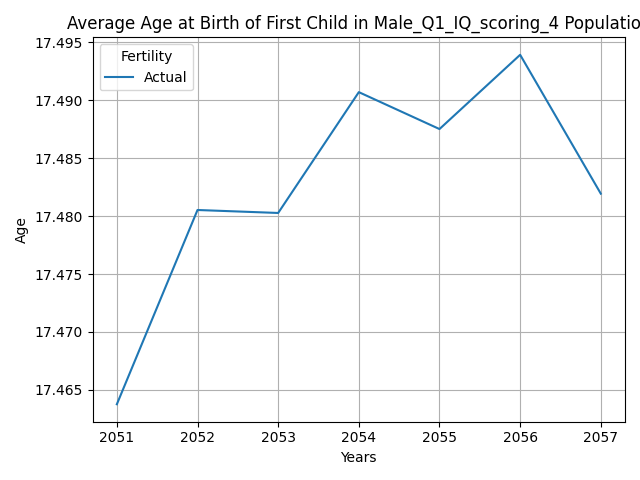 Average Age at Birth of First Child in Male_Q1_IQ_scoring_4 Populatio
17.495
17.490
17.485
17.480
17.475
17.470
17.465
Age
Fertility
Actual
2051 2052 2053 2054 2055 2056 2057
Years